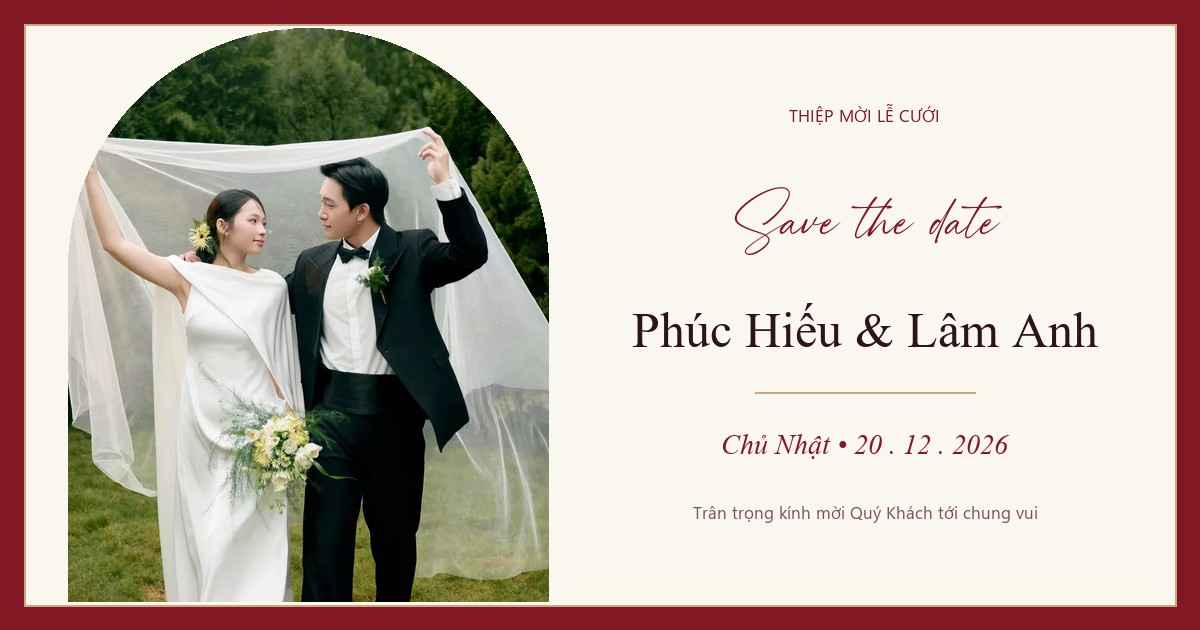 THIỆP MỜI LỄ CƯỚI
Save the date
Phúc Hiếu & Lâm Anh
Chủ Nhật • 20 . 12 . 2026
Trân trọng kính mời Quý Khách tới chung vui